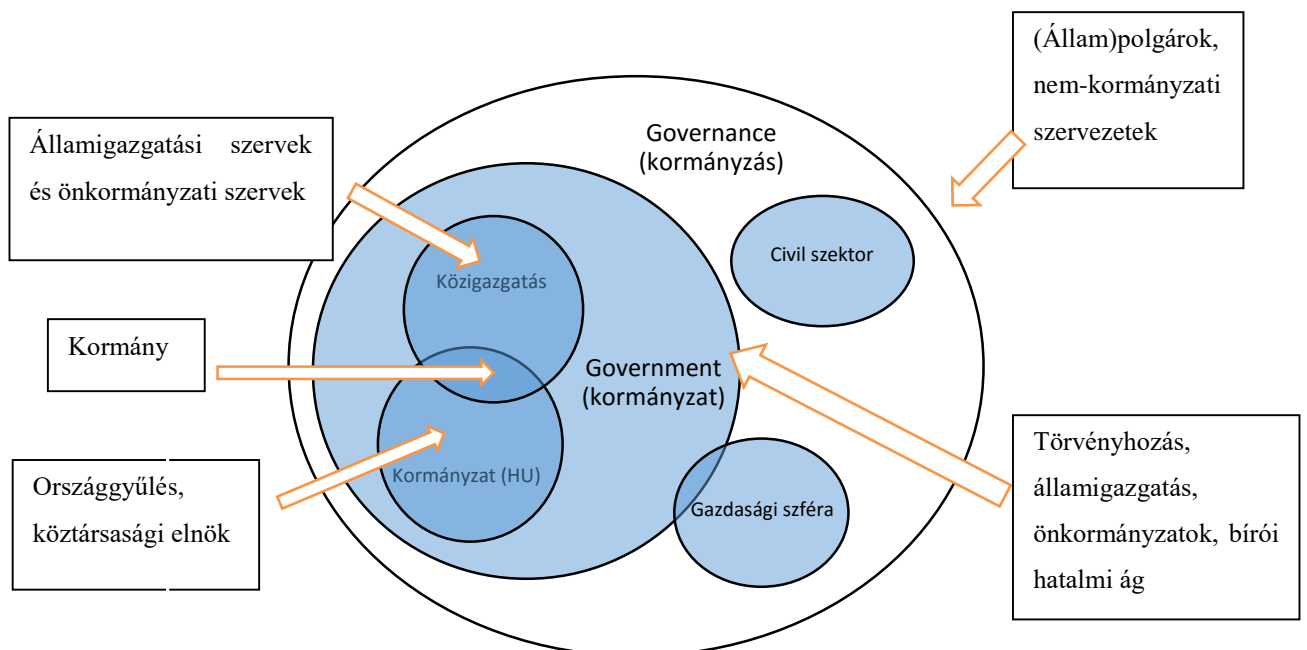 (Állam)polgárok,
nem-kormányzati
szervezetek
Governance
(kormányzás)
Államigazgatási szervek
és önkormányzati szervek
Civil szektor
Közigazgatás
Kormány
Government
(kormányzat)
Országgyűlés,
köztársasági elnök
Kormányzat (HU)
Gazdasági szféra
Törvényhozás,
államigazgatás,
önkormányzatok, bírói
hatalmi ág